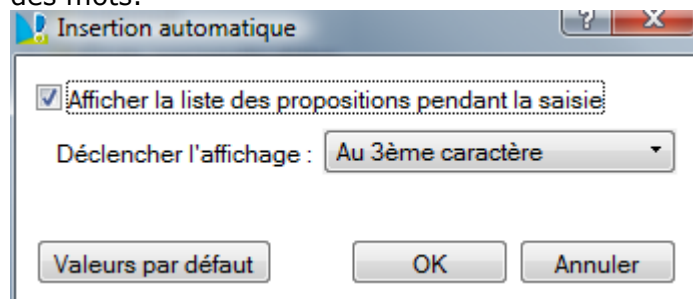 des mots.
Insertion automatique
Afficher la liste des propositions pendant la saisie
Déclencher l'affichage : Au 3ème caractère
Valeurs par défaut OK Annuler